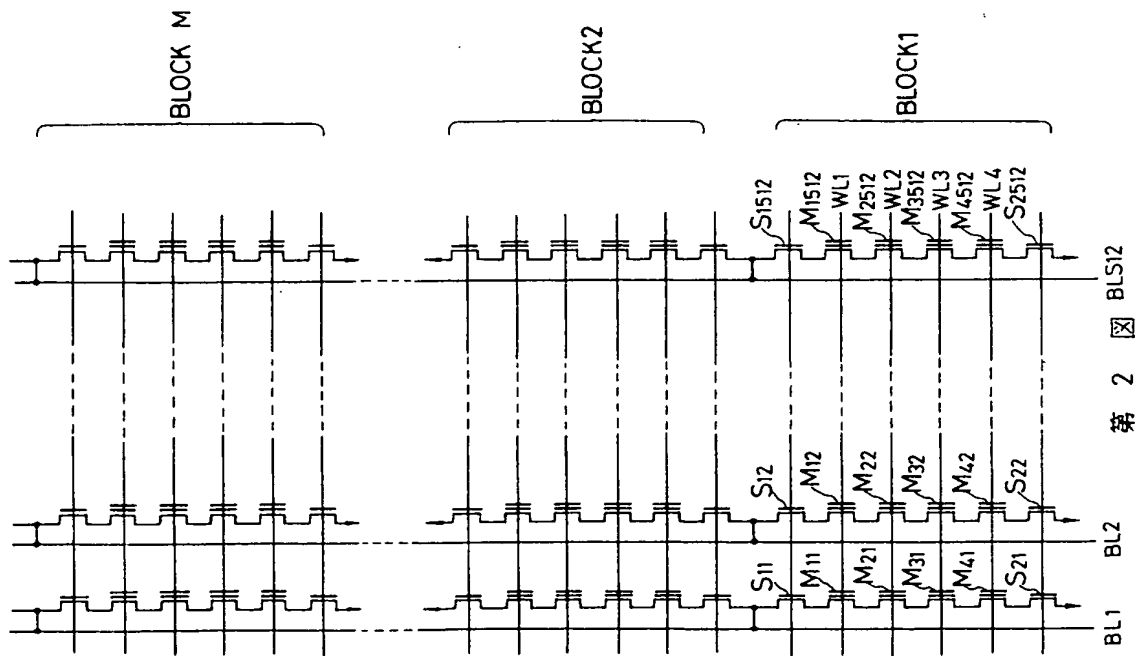 BLOCK M
BLOCK2
BLOCK1
S1512
M1512
WL1
M2512
WL2
M3512
WL3
M4512
WL4
S2512
BL512
S12
M12
M22
M32
M42
S22
BL2
S11
M11
M21
M31
M41
S21
BL1
第 2 図